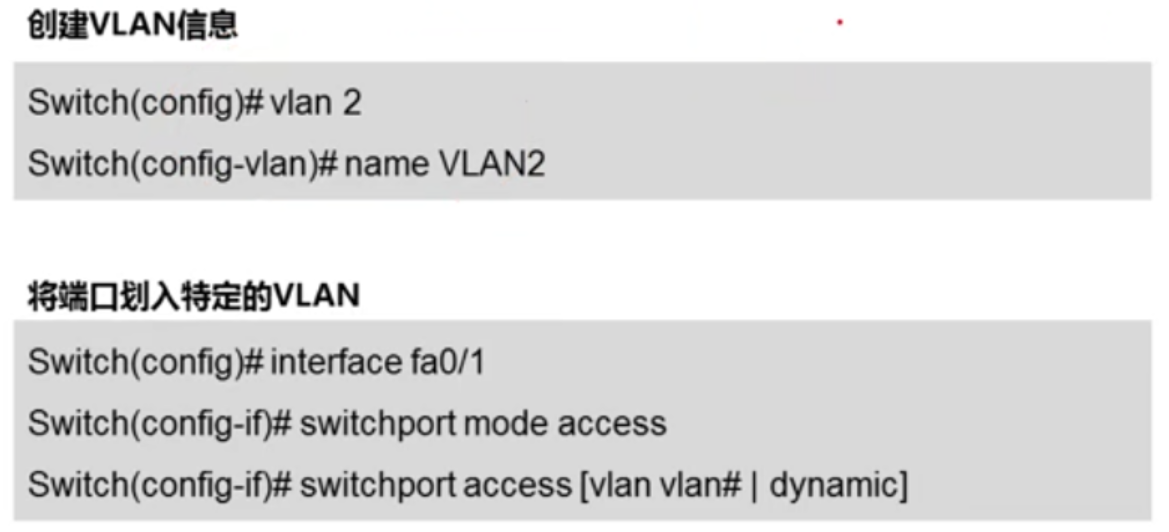 创建VLAN信息
Switch(config)# vlan 2
Switch(config-vlan)# name VLAN2
将端口划入特定的VLAN
Switch(config)# interface fa0/1
Switch(config-if)# switchport mode access
Switch(config-if)# switchport access [vlan vlan# | dynamic]